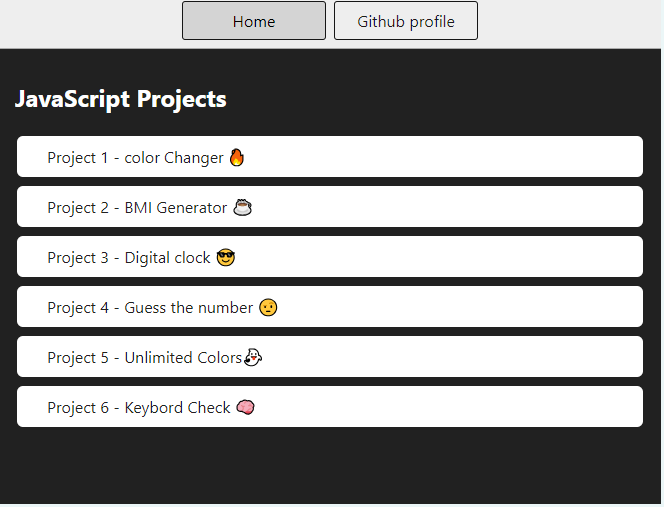 Home
Github profile
JavaScript Projects
Project 1 - color Changer 🔥
Project 2 - BMI Generator ☕
Project 3 - Digital clock 😎
Project 4 - Guess the number 🫡
Project 5 - Unlimited Colors👻
Project 6 - Keybord Check 🧠